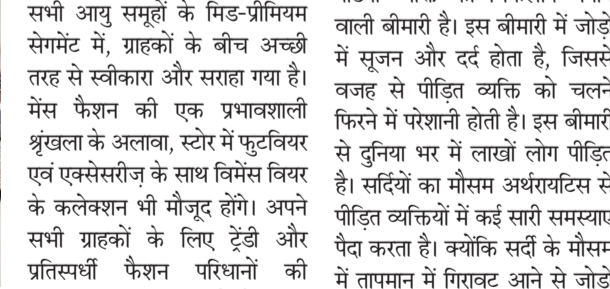 सभी आयु समूहों के मिड-प्रीमियम
सेगमेंट में, ग्राहकों के बीच अच्छी
तरह से स्वीकारा और सराहा गया है।
मेंस फैशन की एक प्रभावशाली
श्रृंखला के अलावा, स्टोर में फुटवियर
एवं एक्सेसरीज़ के साथ विमेंस वियर
के कलेक्शन भी मौजूद होंगे। अपने
सभी ग्राहकों के लिए ट्रेंडी और
प्रतिस्पर्धी फैशन परिधानों की
वाली बीमारी है। इस बीमारी में जोड़ो
में सूजन और दर्द होता है, जिससे
वजह से पीड़ित व्यक्ति को चलने
फिरने में परेशानी होती है। इस बीमारी
से दुनिया भर में लाखों लोग पीड़ित
है। सर्दियों का मौसम अर्थरायटिस से
पीड़ित व्यक्तियों में कई सारी समस्याए
पैदा करता है। क्योंकि सर्दी के मौसम
में तापमान में गिरावट आने से जोड़ो